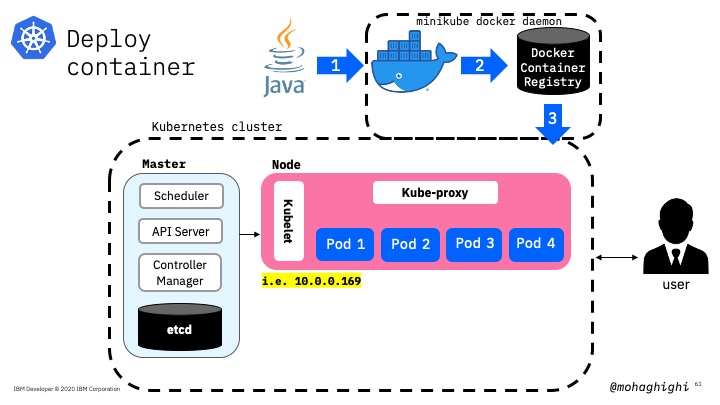 Deploy
container
Java
1
minikube docker daemon
2
Docker
Container
Registry
3
Kubernetes cluster
Master
Scheduler
API Server
Controller
Manager
etcd
Node
Kubelet
Kube-proxy
Pod 1
Pod 2
Pod 3
Pod 4
i.e. 10.0.0.169
user
IBM Developer © 2020 IBM Corporation
@mohaghighi
61